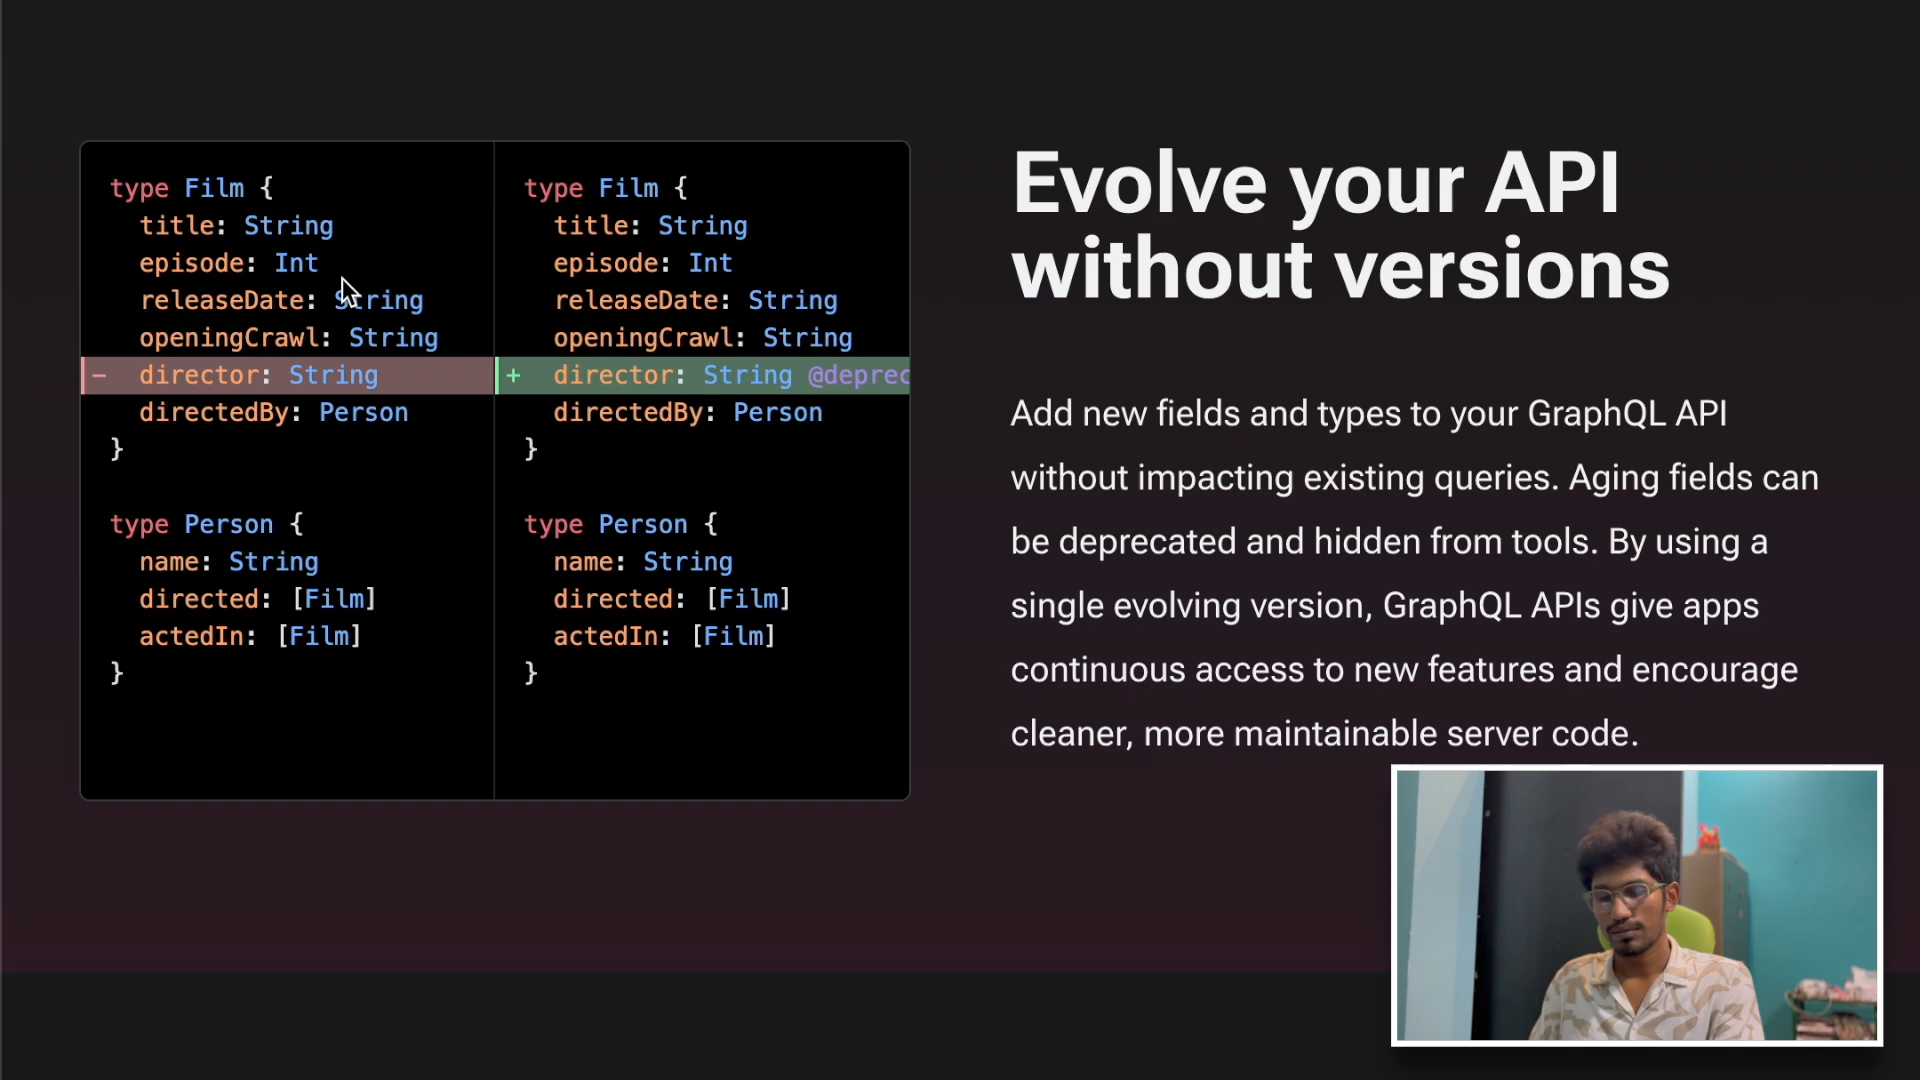 type Film {
title: String
episode: Int
releaseDate: String
openingCrawl: String
- director: String
directedBy: Person
}
type Person {
name: String
directed: [Film]
actedIn: [Film]
}
type Film {
title: String
episode: Int
releaseDate: String
openingCrawl: String
+ director: String @deprec
directedBy: Person
}
type Person {
name: String
directed: [Film]
actedIn: [Film]
}
Evolve your API
without versions
Add new fields and types to your GraphQL API
without impacting existing queries. Aging fields can
be deprecated and hidden from tools. By using a
single evolving version, GraphQL APIs give apps
continuous access to new features and encourage
cleaner, more maintainable server code.